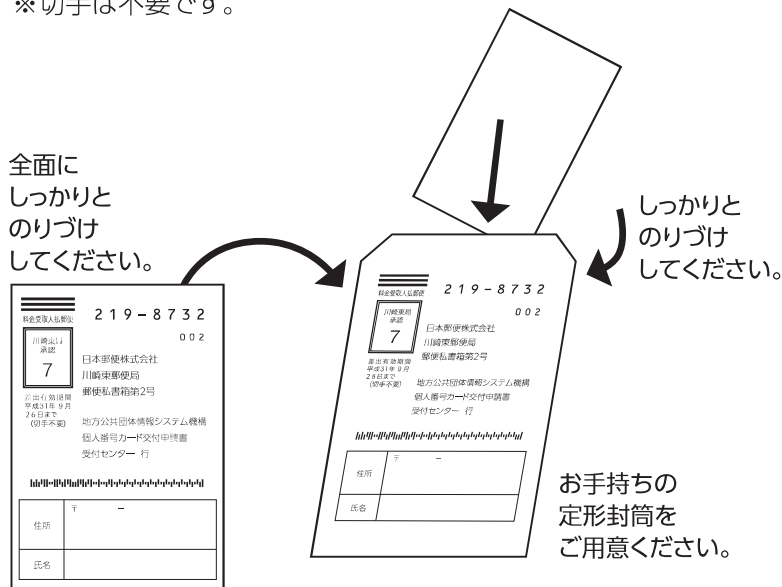 ※切手は不要です。
全面に
しっかりと
のりづけ
してください。
料金受取人払郵便
219-8732
002
川崎東局
承認
7
差出有効期間
平成31年9月
26日まで
(切手不要)
日本郵便株式会社
川崎東郵便局
郵便私書箱第2号
地方公共団体情報システム機構
個人番号カード交付申請書
受付センター 行
住所
〒 -
氏名
料金受取人払郵便
219-8732
002
川崎東局
承認
7
差出有効期間
平成31年9月
26日まで
(切手不要)
日本郵便株式会社
川崎東郵便局
郵便私書箱第2号
地方公共団体情報システム機構
個人番号カード交付申請書
受付センター 行
住所
〒 -
氏名
しっかりと
のりづけ
してください。
お手持ちの
定形封筒を
ご用意ください。